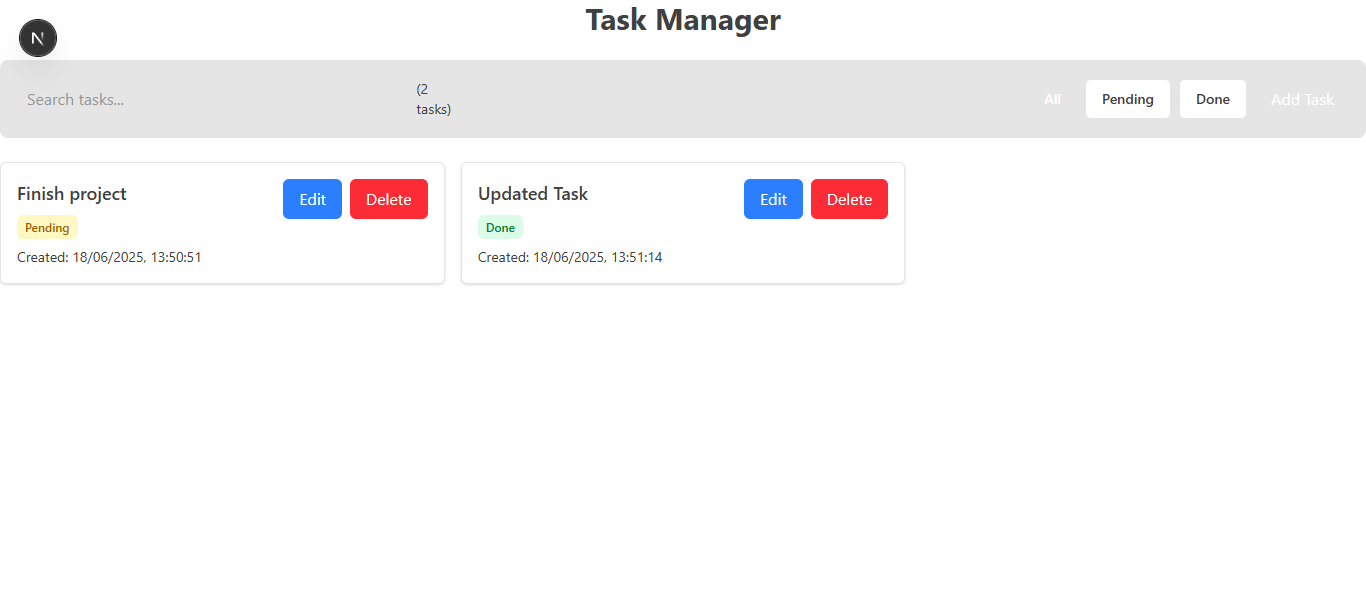 Task Manager
N
Search tasks...
(2
tasks)
All
Pending
Done
Add Task
Finish project
Edit
Delete
Pending
Created: 18/06/2025, 13:50:51
Updated Task
Edit
Delete
Done
Created: 18/06/2025, 13:51:14